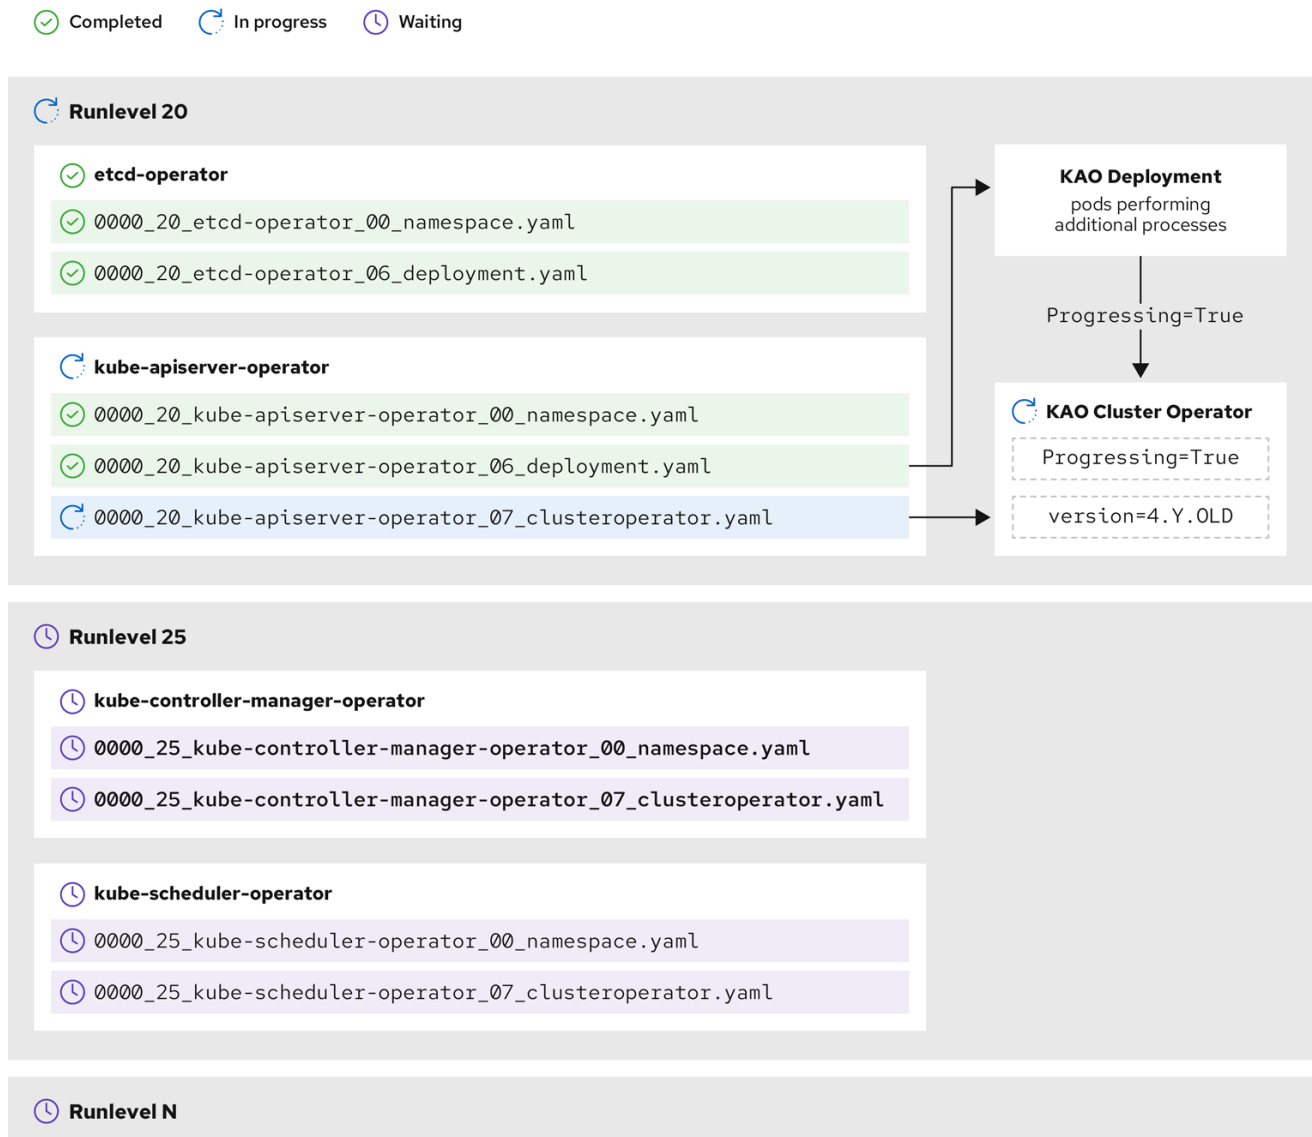 Completed
In progress
Waiting
Runlevel 20
etcd-operator
0000_20_etcd-operator_00_namespace.yaml
0000_20_etcd-operator_06_deployment.yaml
kube-apiserver-operator
0000_20_kube-apiserver-operator_00_namespace.yaml
0000_20_kube-apiserver-operator_06_deployment.yaml
0000_20_kube-apiserver-operator_07_clusteroperator.yaml
KAO Deployment
pods performing
additional processes
Progressing=True
KAO Cluster Operator
Progressing=True
version=4.Y.OLD
Runlevel 25
kube-controller-manager-operator
0000_25_kube-controller-manager-operator_00_namespace.yaml
0000_25_kube-controller-manager-operator_07_clusteroperator.yaml
kube-scheduler-operator
0000_25_kube-scheduler-operator_00_namespace.yaml
0000_25_kube-scheduler-operator_07_clusteroperator.yaml
Runlevel N